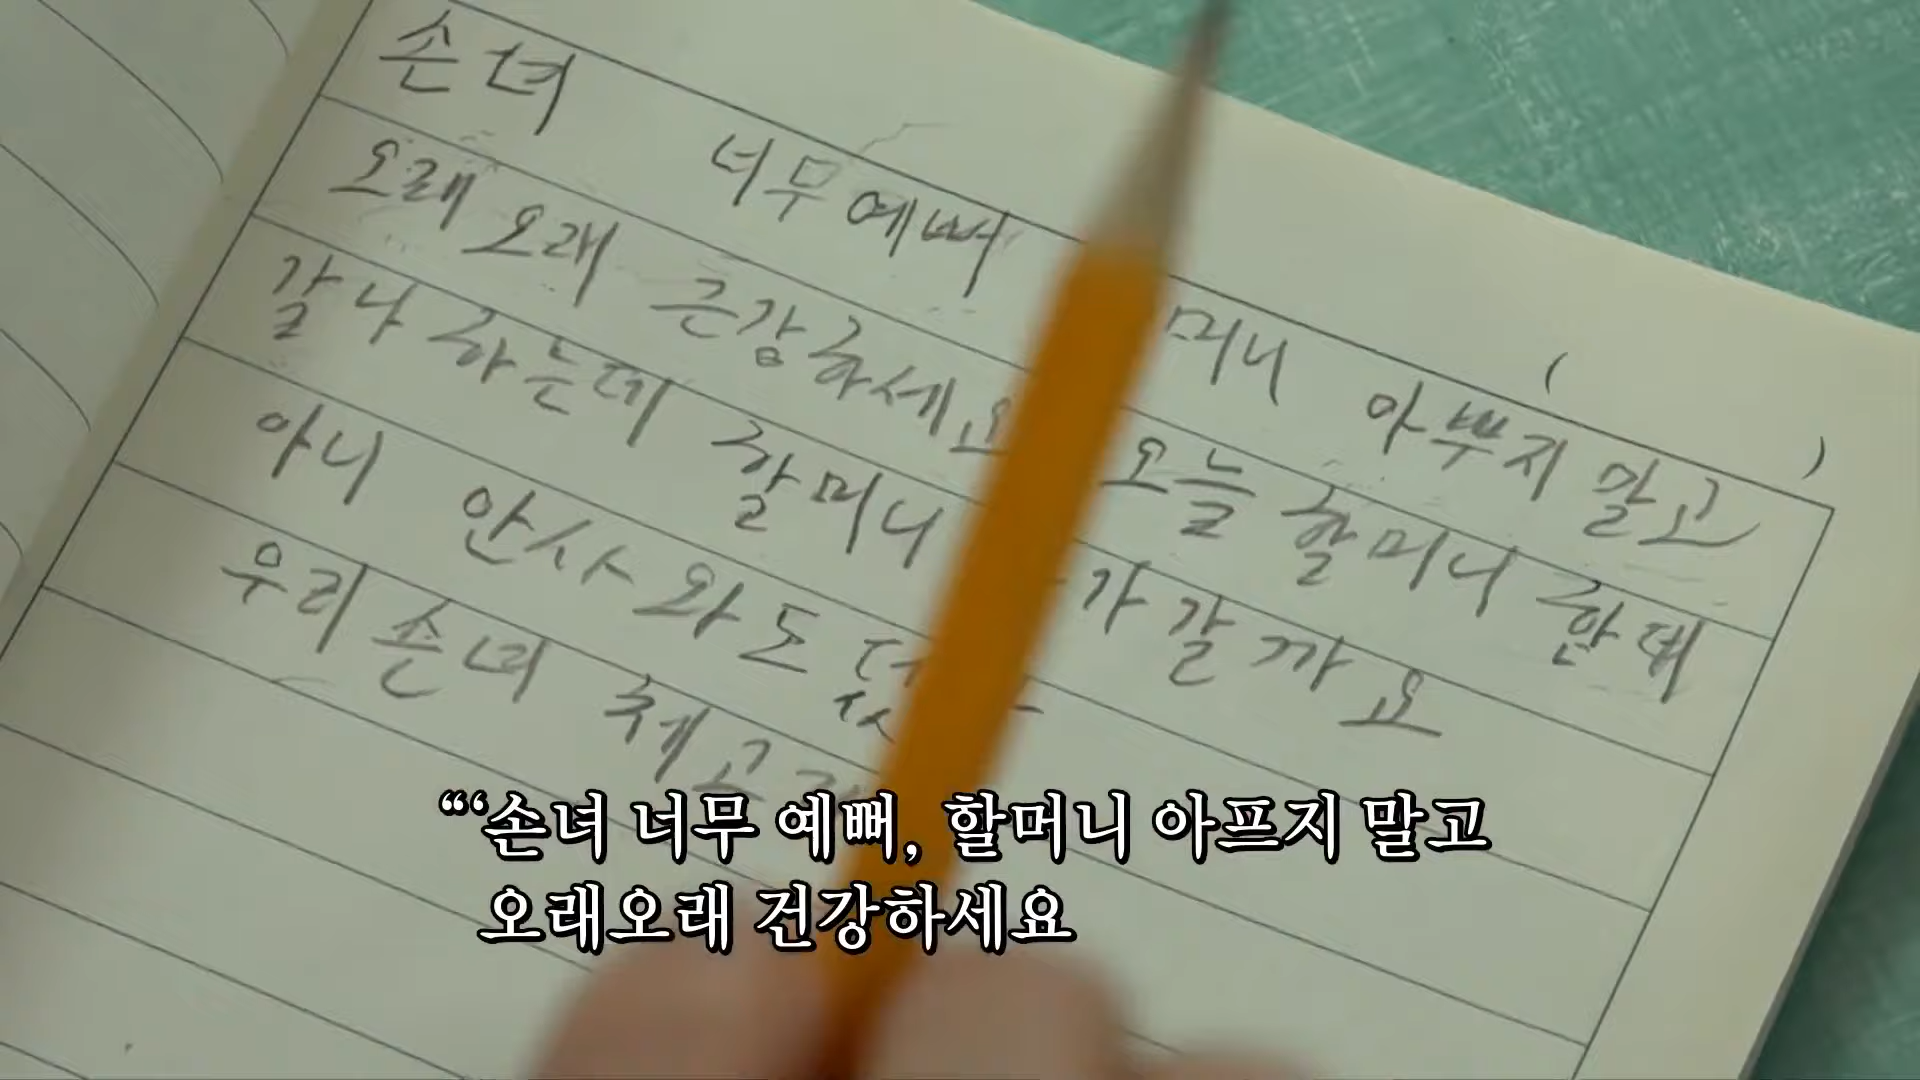 손녀 너무 예뻐 머니 아뿌지 말고
오래 오래 근강하세요 오늘 할머니 한데
갈나 하는데 할머니 가 갈까요
아니 안사 와도
우리 손녀 체고
“‘손녀 너무 예뻐, 할머니 아프지 말고
오래오래 건강하세요